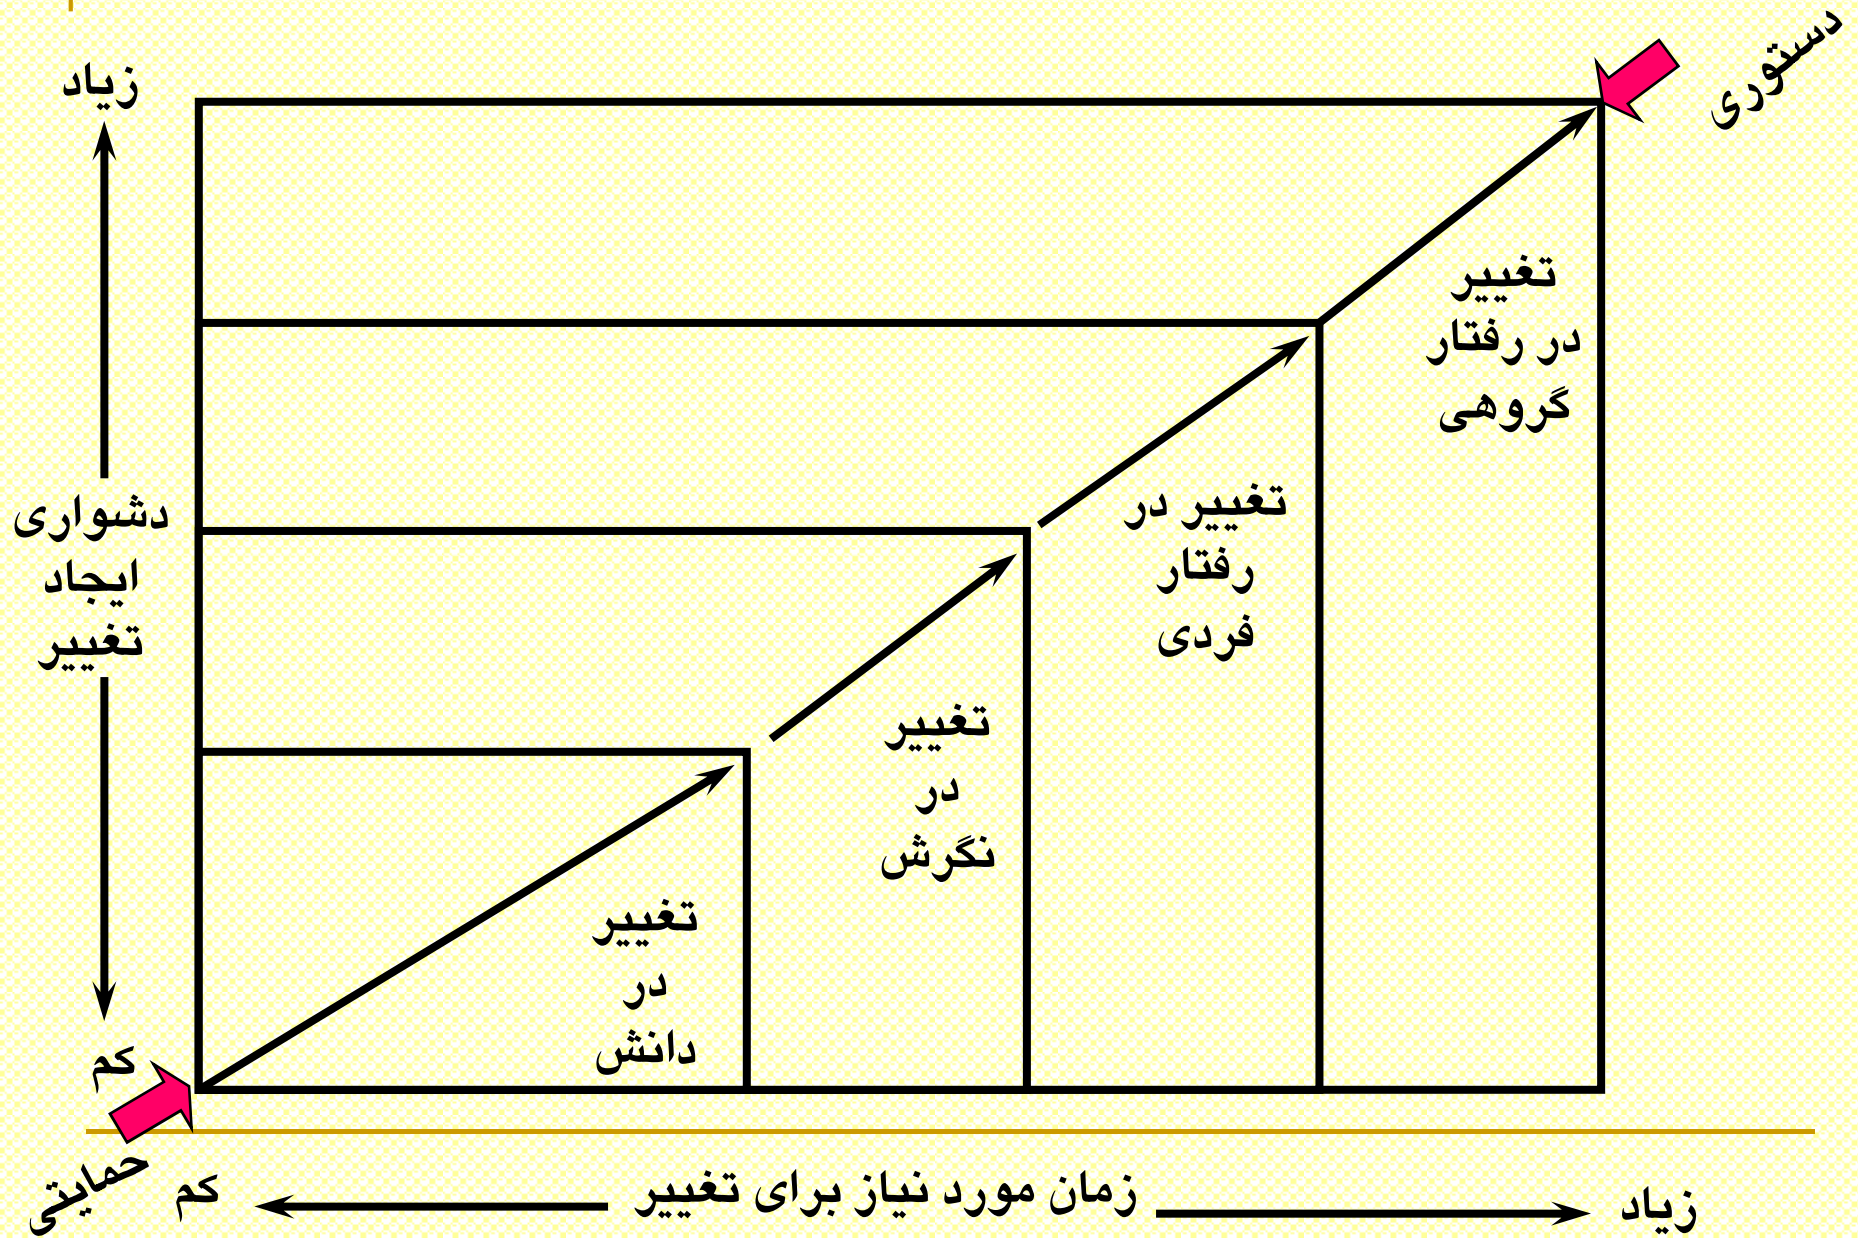 دستوری
زیاد
تغییر
در رفتار
گروهی
تغییر در
رفتار
فردی
دشواری
ایجاد
تغییر
تغییر
در
نگرش
تغییر
در
دانش
کم
حمایتی
کم
زمان مورد نیاز برای تغییر
زیاد